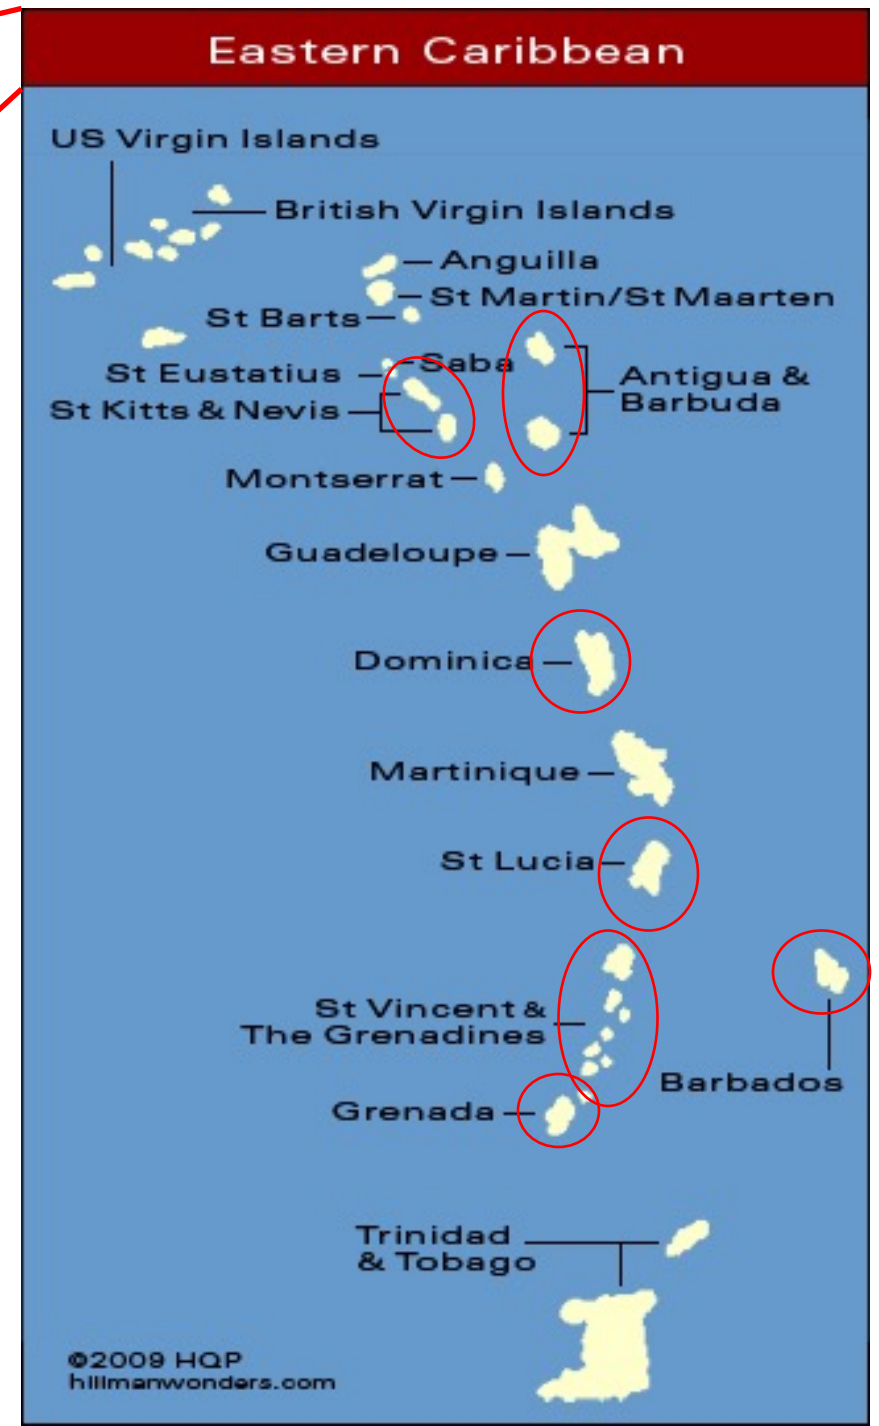 Eastern Caribbean
US Virgin Islands
British Virgin Islands
Anguilla
St Martin/St Maarten
St Barts
Saba
St Eustatius
Antigua &
Barbuda
St Kitts & Nevis
Montserrat
Guadeloupe
Dominica
Martinique
St Lucia
St Vincent &
The Grenadines
Barbados
Grenada
Trinidad
& Tobago
©2009 HQP
hillmanwonders.com